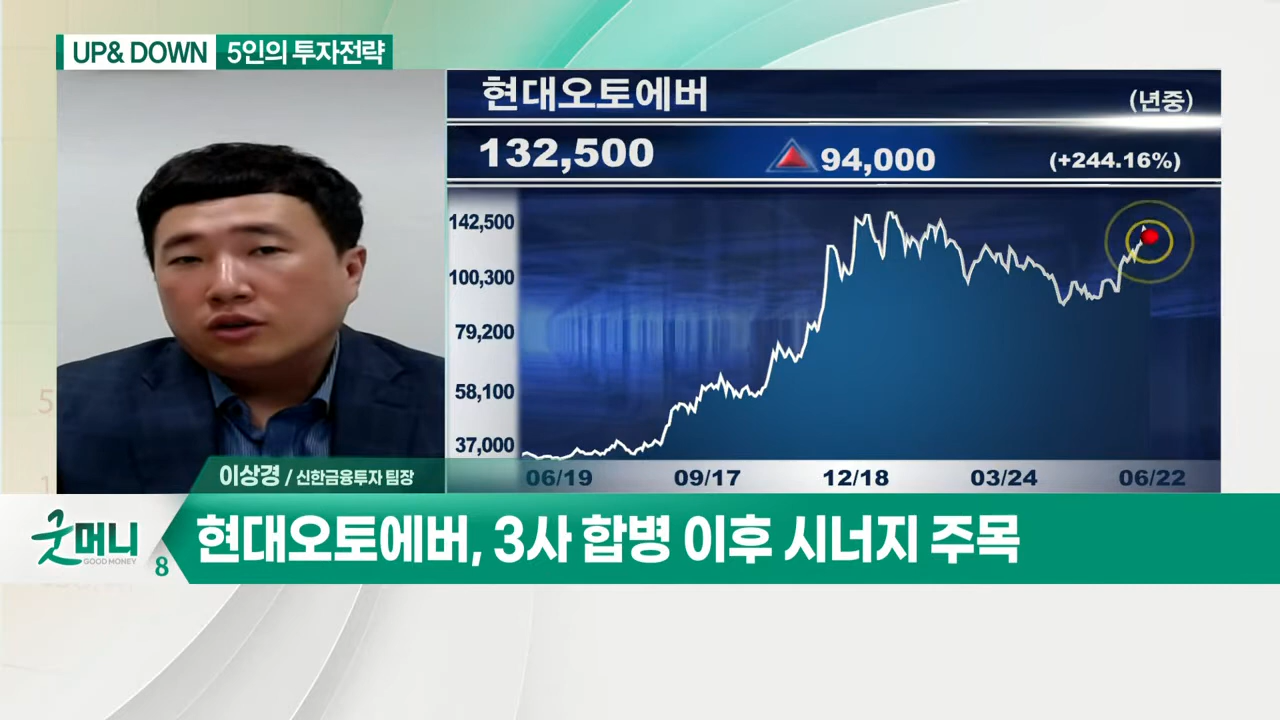 UP& DOWN 5인의 투자전략
현대오토에버
(년중)
132,500 ▲ 94,000 (+244.16%)
142,500
100,300
79,200
58,100
37,000
06/19 09/17 12/18 03/24 06/22
이상경 / 신한금융투자 팀장
굿머니
GOOD MONEY
8
현대오토에버, 3사 합병 이후 시너지 주목